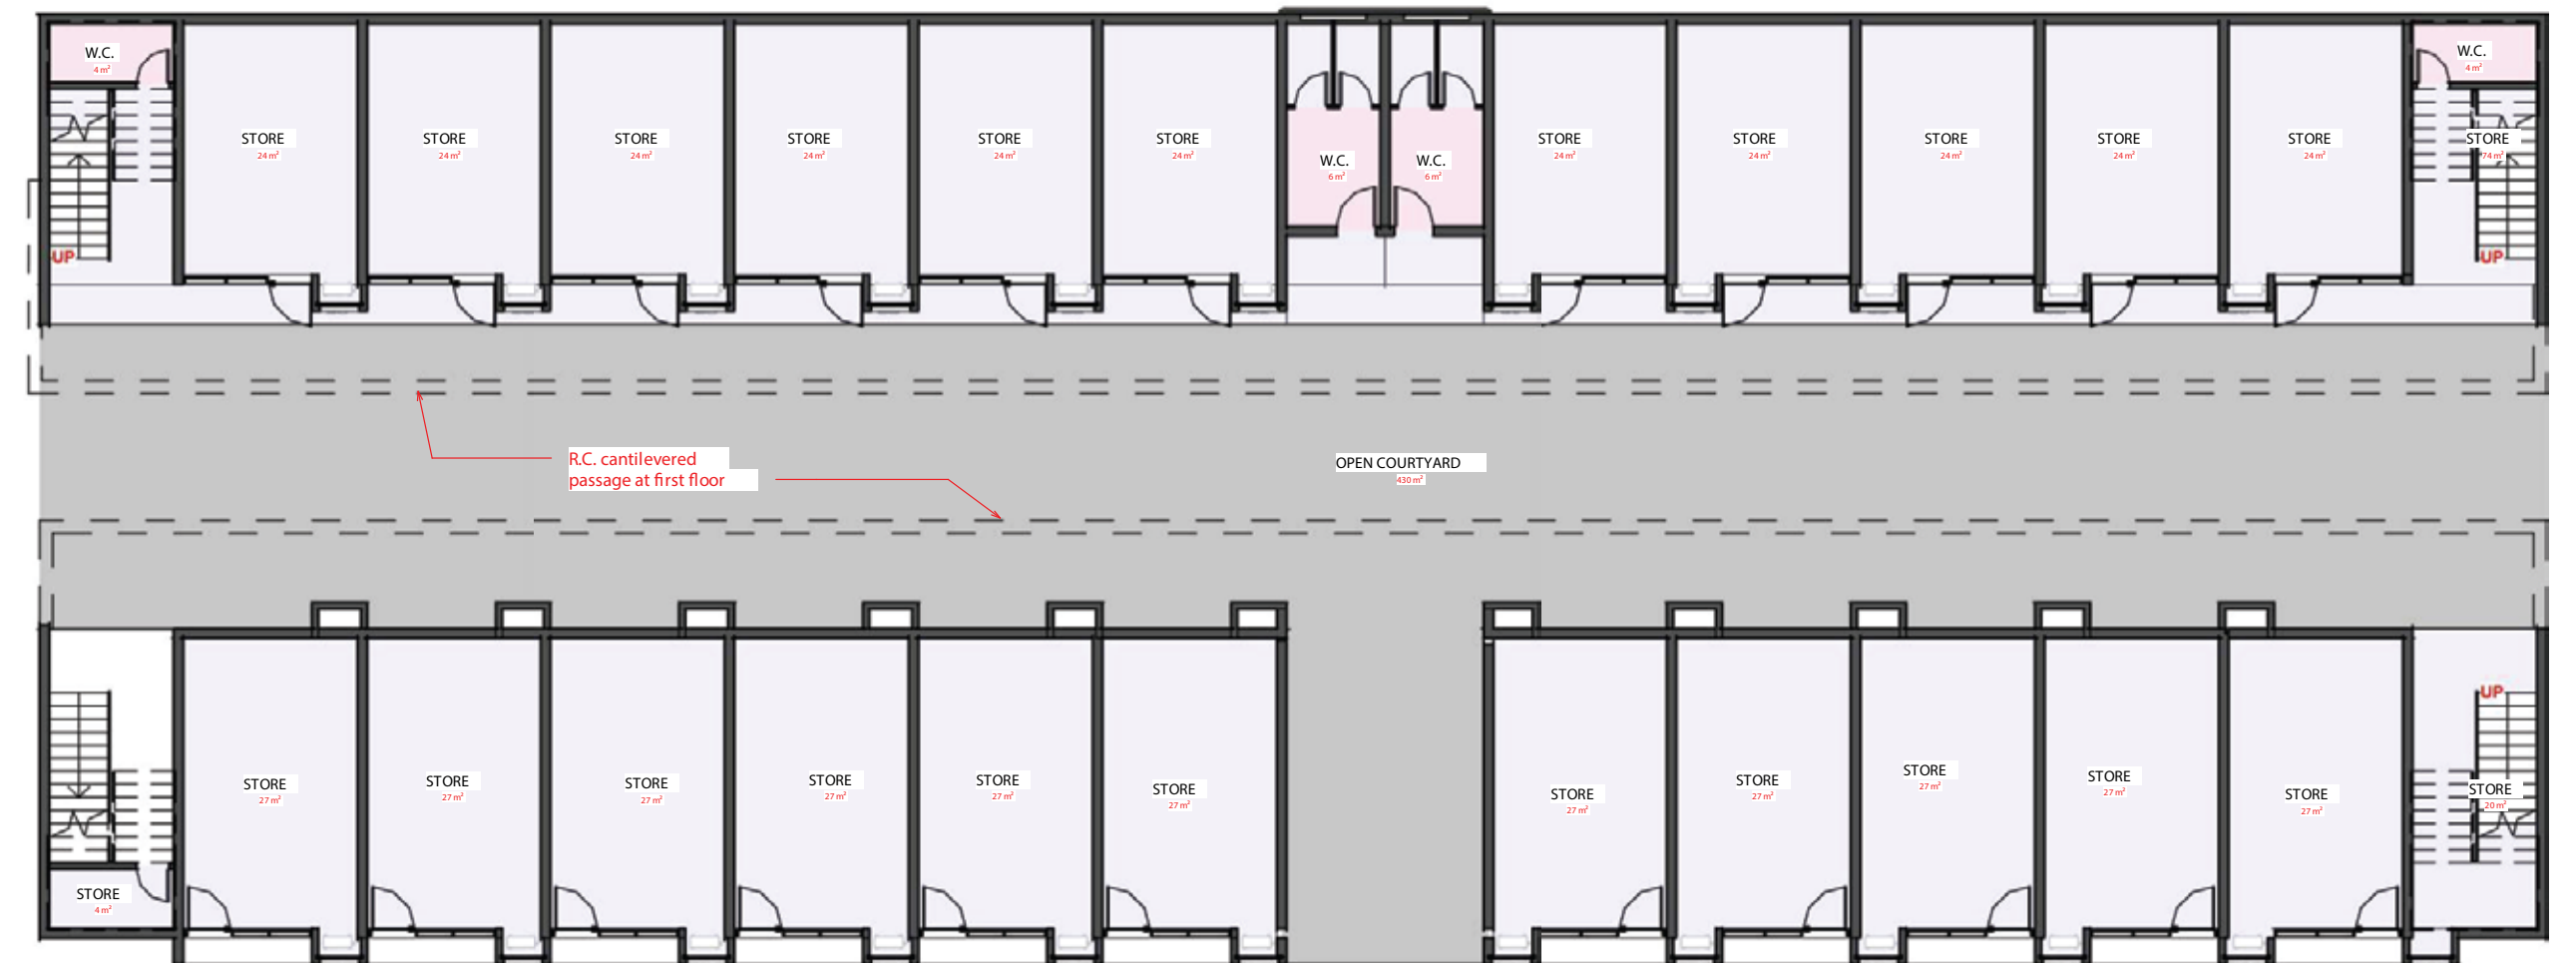 W.C.
4 m²
W.C.
4 m²
STORE
24 m²
STORE
24 m²
STORE
24 m²
STORE
24 m²
STORE
24 m²
STORE
24 m²
W.C.
6 m²
W.C.
6 m²
STORE
24 m²
STORE
24 m²
STORE
24 m²
STORE
24 m²
STORE
24 m²
STORE
74 m²
UP
UP
R.C. cantilevered
passage at first floor
OPEN COURTYARD
430 m²
UP
STORE
27 m²
STORE
27 m²
STORE
27 m²
STORE
27 m²
STORE
27 m²
STORE
27 m²
STORE
27 m²
STORE
27 m²
STORE
27 m²
STORE
27 m²
STORE
27 m²
STORE
20 m²
STORE
4 m²